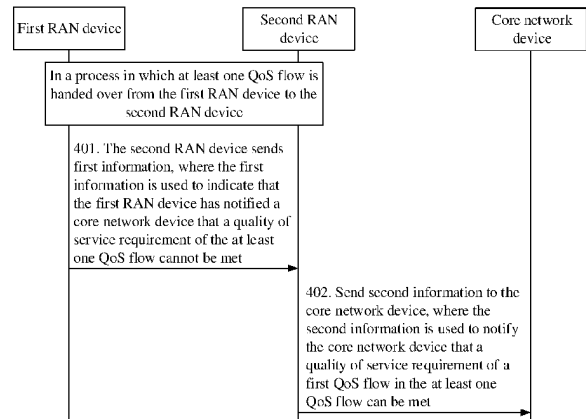 First RAN device
Second RAN
device
Core network
device
In a process in which at least one QoS flow is
handed over from the first RAN device to the
second RAN device
401. The second RAN device sends
first information, where the first
information is used to indicate that
the first RAN device has notified a
core network device that a quality of
service requirement of the at least
one QoS flow cannot be met
402. Send second information to the
core network device, where the
second information is used to notify
the core network device that a
quality of service requirement of a
first QoS flow in the at least one
QoS flow can be met